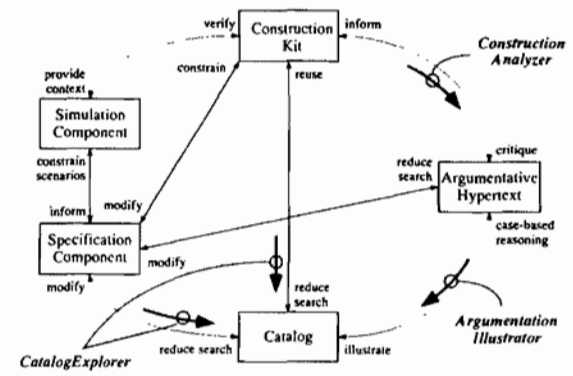 verify
Construction
Kit
inform
constrain
reuse
Construction
Analyzer
provide
context
Simulation
Component
constrain
scenarios
reduce
search
critique
Argumentative
Hypertext
case-based
reasoning
inform
modify
Specification
Component
modify
modify
reduce
search
Catalog
reduce search
illustrate
Argumentation
Illustrator
CatalogExplorer